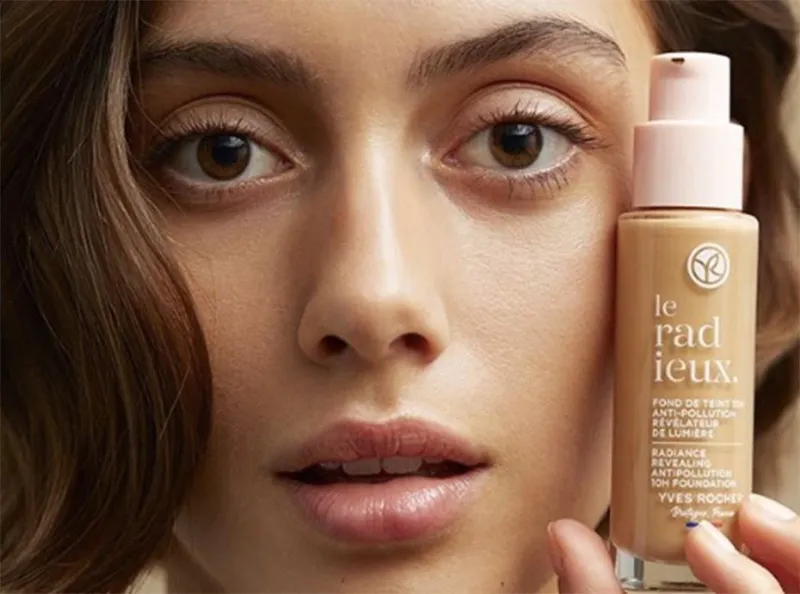 YR
le
rad
ieux.
FOND DE TEINT 10H
ANTI-POLLUTION
RÉVÉLATEUR
DE LUMIÈRE
RADIANCE
REVEALING
ANTIPOLLUTION
10H FOUNDATION
YVES ROCHER